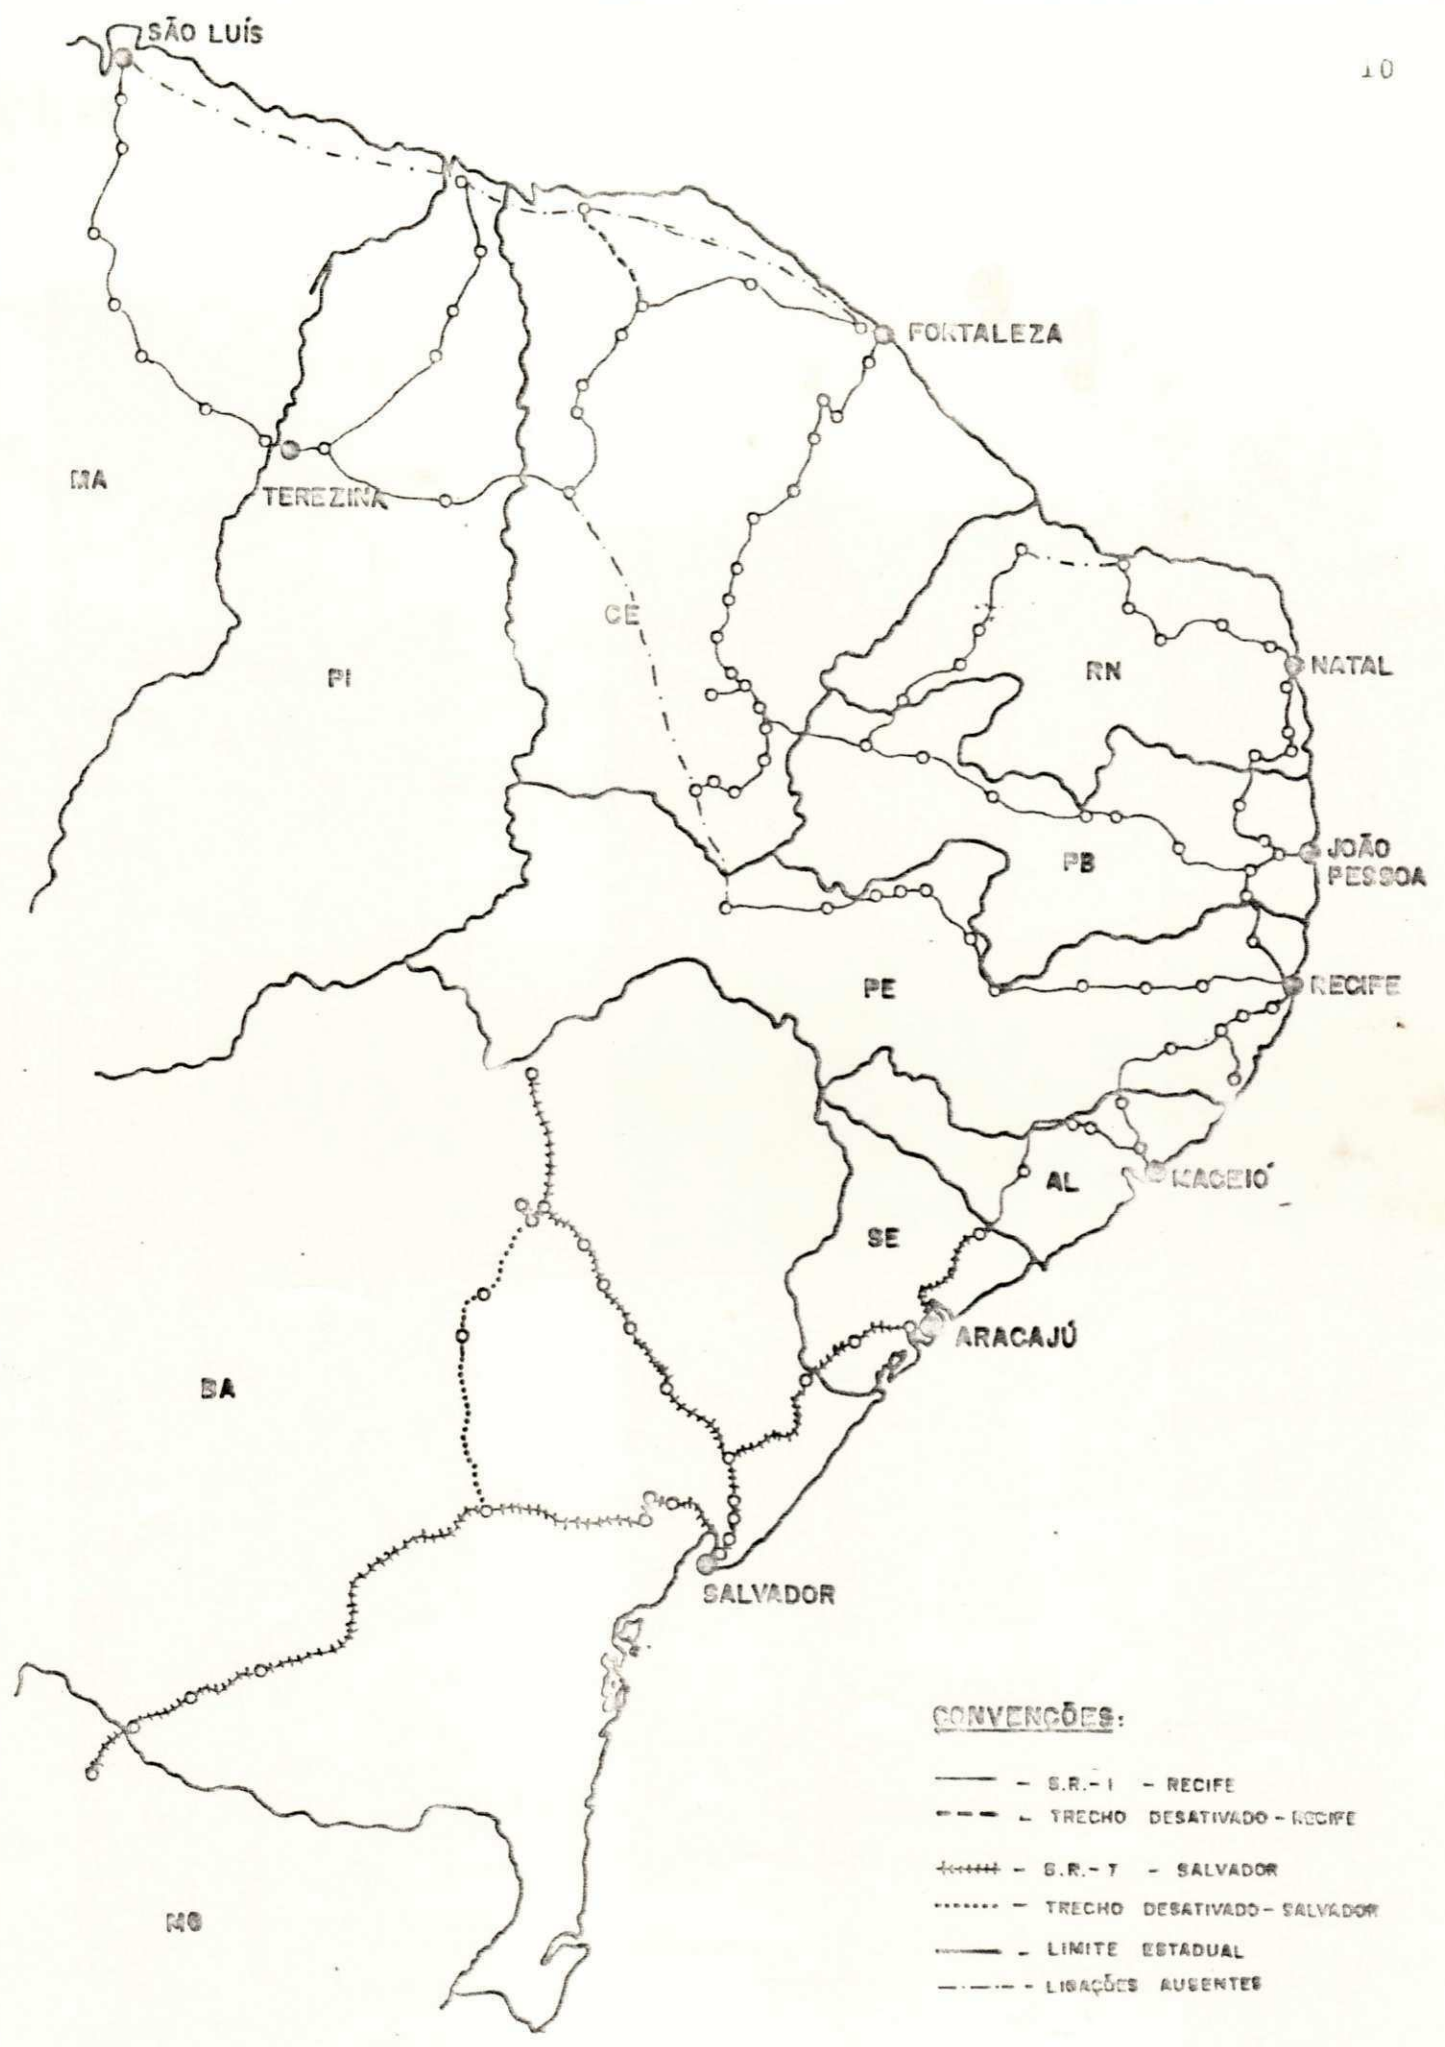 10
SÃO LUÍS
FORTALEZA
MA
TEREZINA
CE
PI
RN
NATAL
PB
JOÃO
PESSOA
PE
RECIFE
AL
MACEIÓ
SE
ARACAJÚ
BA
SALVADOR
MG
CONVENÇÕES:
- S.R.-1 - RECIFE
- TRECHO DESATIVADO - RECIFE
- S.R.-7 - SALVADOR
- TRECHO DESATIVADO - SALVADOR
- LIMITE ESTADUAL
- LIGAÇÕES AUSENTES